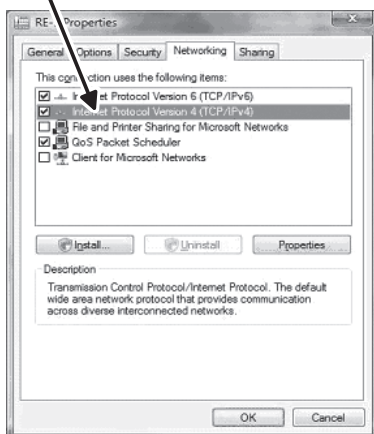 RE- Properties
General Options Security Networking Sharing
This connection uses the following items:
Internet Protocol Version 6 (TCP/IPv6)
Internet Protocol Version 4 (TCP/IPv4)
File and Printer Sharing for Microsoft Networks
QoS Packet Scheduler
Client for Microsoft Networks
Install... Uninstall Properties
Description
Transmission Control Protocol/Internet Protocol. The default
wide area network protocol that provides communication
across diverse interconnected networks.
OK Cancel